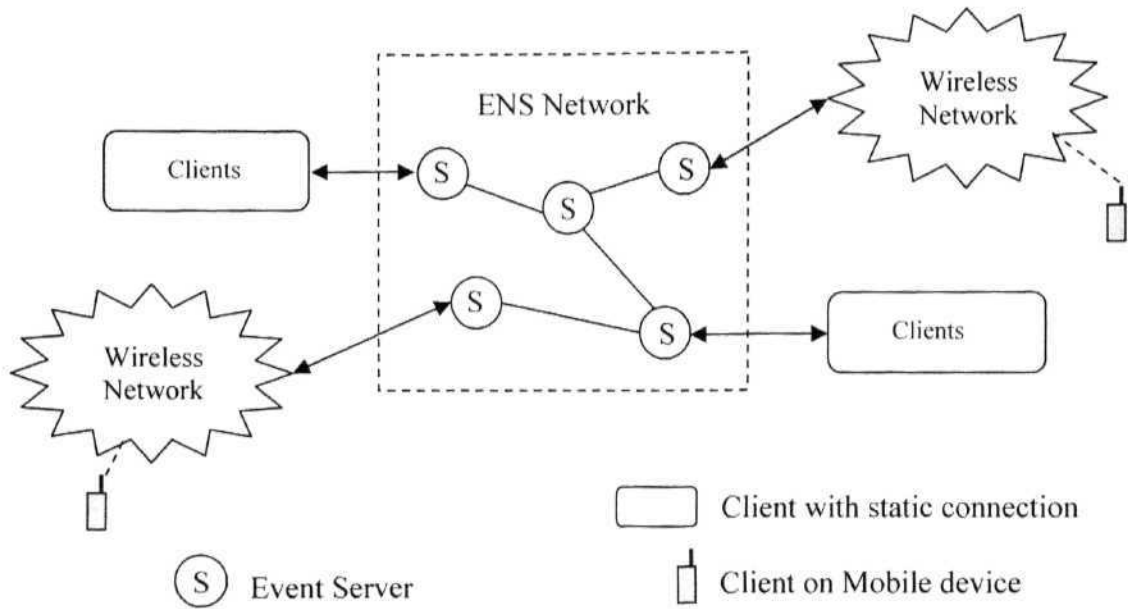 ENS Network
Wireless
Network
Clients
S
S
S
S
S
Clients
Wireless
Network
Client with static connection
S Event Server
Client on Mobile device